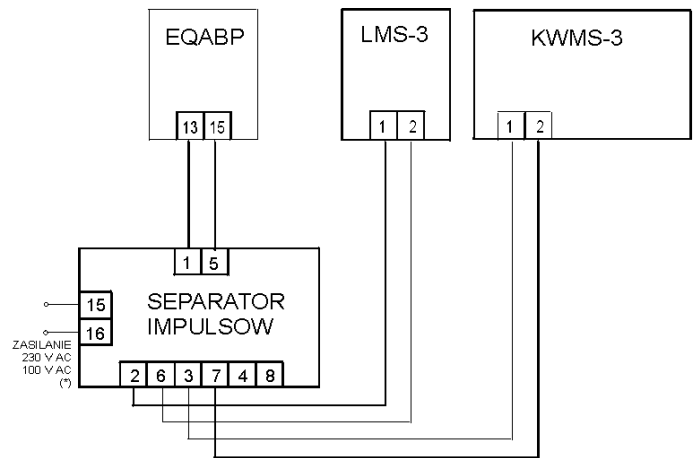 EQABP
LMS-3
KWMS-3
13 15
1 2
1 2
1 5
15
16
SEPARATOR
IMPULSOW
ZASILANIE
230 V AC
100 V AC
(*)
2 6 3 7 4 8